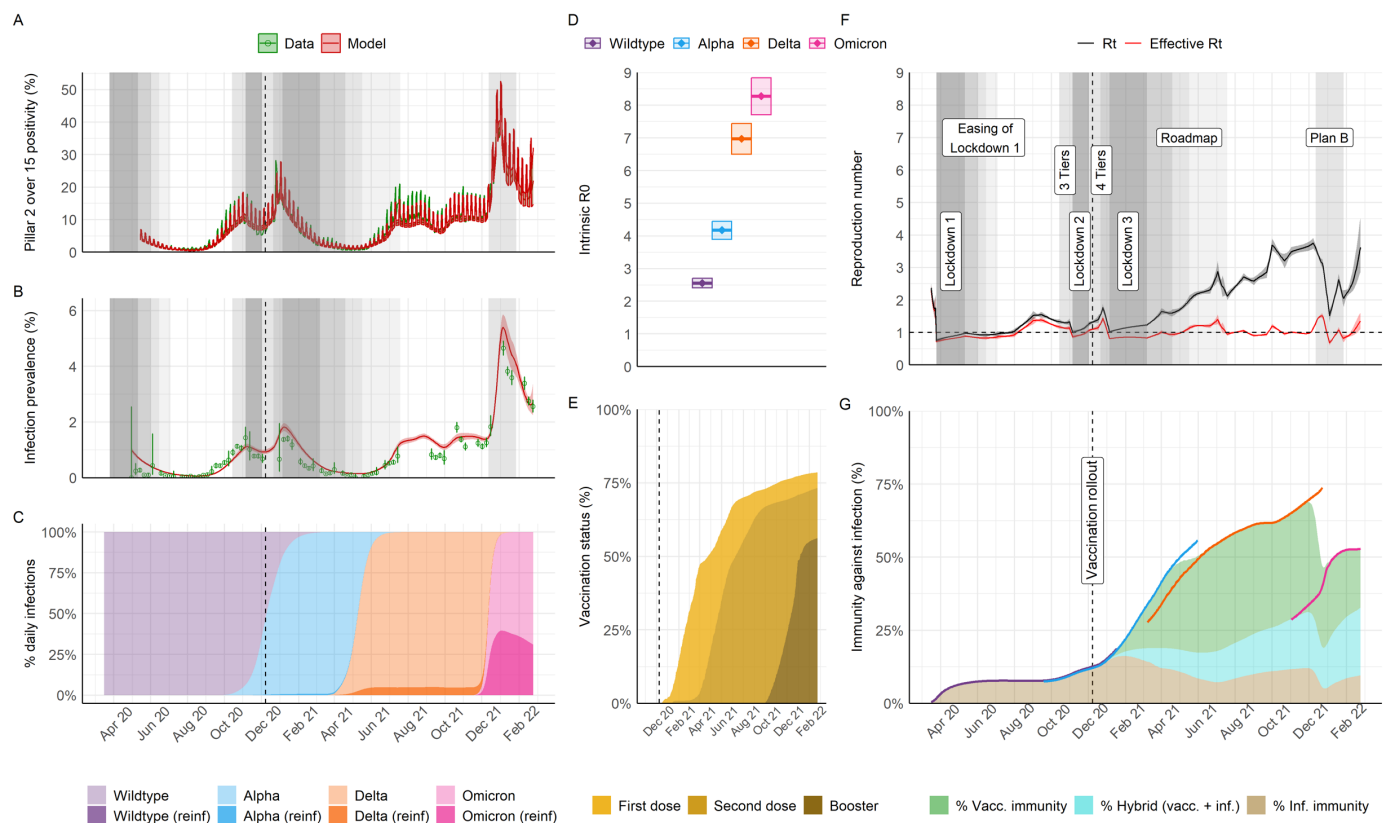 A
Data
Model
Pillar 2 over 15 positivity (%)
50
40
30
20
10
0
B
Infection prevalence (%)
6
4
2
0
C
% daily infections
100%
75%
50%
25%
0%
Apr 20
Jun 20
Aug 20
Oct 20
Dec 20
Feb 21
Apr 21
Jun 21
Aug 21
Oct 21
Dec 21
Feb 22
Wildtype
Alpha
Delta
Omicron
Wildtype (reinf)
Alpha (reinf)
Delta (reinf)
Omicron (reinf)
D
Wildtype
Alpha
Delta
Omicron
Intrinsic R0
9
8
7
6
5
4
3
2
1
0
E
Vaccination status (%)
100%
75%
50%
25%
0%
Dec 20
Feb 21
Apr 21
Jun 21
Aug 21
Oct 21
Dec 21
Feb 22
First dose
Second dose
Booster
F
Rt
Effective Rt
Reproduction number
9
8
7
6
5
4
3
2
1
0
Easing of
Lockdown 1
3 Tiers
4 Tiers
Roadmap
Plan B
Lockdown 1
Lockdown 2
Lockdown 3
G
Immunity against infection (%)
100%
75%
50%
25%
0%
Vaccination rollout
Apr 20
Jun 20
Aug 20
Oct 20
Dec 20
Feb 21
Apr 21
Jun 21
Aug 21
Oct 21
Dec 21
Feb 22
% Vacc. immunity
% Hybrid (vacc. + inf.)
% Inf. immunity